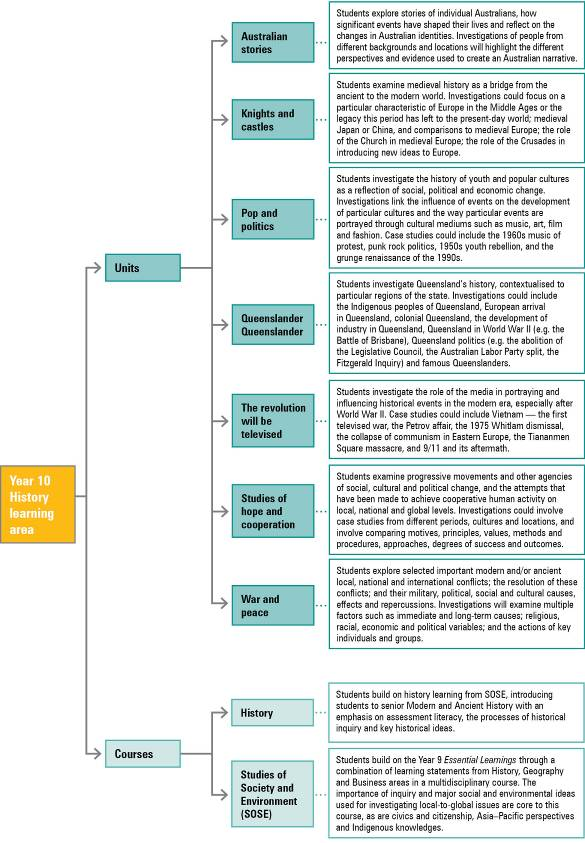 Year 10
History
learning
area
Units
Australian
stories
Students explore stories of individual Australians, how
significant events have shaped their lives and reflect on the
changes in Australian identities. Investigations of people from
different backgrounds and locations will highlight the different
perspectives and evidence used to create an Australian narrative.
Knights and
castles
Students examine medieval history as a bridge from the
ancient to the modern world. Investigations could focus on a
particular characteristic of Europe in the Middle Ages or the
legacy this period has left to the present-day world; medieval
Japan or China, and comparisons to medieval Europe; the role
of the Church in medieval Europe; the role of the Crusades in
introducing new ideas to Europe.
Pop and
politics
Students investigate the history of youth and popular cultures
as a reflection of social, political and economic change.
Investigations link the influence of events on the development
of particular cultures and the way particular events are
portrayed through cultural mediums such as music, art, film
and fashion. Case studies could include the 1960s music of
protest, punk rock politics, 1950s youth rebellion, and the
grunge renaissance of the 1990s.
Queenslander
Queenslander
Students investigate Queensland's history, contextualised to
particular regions of the state. Investigations could include
the Indigenous peoples of Queensland, European arrival
in Queensland, colonial Queensland, the development of
industry in Queensland, Queensland in World War II (e.g. the
Battle of Brisbane), Queensland politics (e.g. the abolition of
the Legislative Council, the Australian Labor Party split, the
Fitzgerald Inquiry) and famous Queenslanders.
The revolution
will be
televised
Students investigate the role of the media in portraying and
influencing historical events in the modern era, especially after
World War II. Case studies could include Vietnam — the first
televised war, the Petrov affair, the 1975 Whitlam dismissal,
the collapse of communism in Eastern Europe, the Tiananmen
Square massacre, and 9/11 and its aftermath.
Studies of
hope and
cooperation
Students examine progressive movements and other agencies
of social, cultural and political change, and the attempts that
have been made to achieve cooperative human activity on
local, national and global levels. Investigations could involve
case studies from different periods, cultures and locations, and
involve comparing motives, principles, values, methods and
procedures, approaches, degrees of success and outcomes.
War and
peace
Students explore selected important modern and/or ancient
local, national and international conflicts; the resolution of these
conflicts; and their military, political, social and cultural causes,
effects and repercussions. Investigations will examine multiple
factors such as immediate and long-term causes; religious,
racial, economic and political variables; and the actions of key
individuals and groups.
Courses
History
Students build on history learning from SOSE, introducing
students to senior Modern and Ancient History with an
emphasis on assessment literacy, the processes of historical
inquiry and key historical ideas.
Studies of
Society and
Environment
(SOSE)
Students build on the Year 9 Essential Learnings through a
combination of learning statements from History, Geography
and Business areas in a multidisciplinary course. The
importance of inquiry and major social and environmental ideas
used for investigating local-to-global issues are core to this
course, as are civics and citizenship, Asia–Pacific perspectives
and Indigenous knowledges.